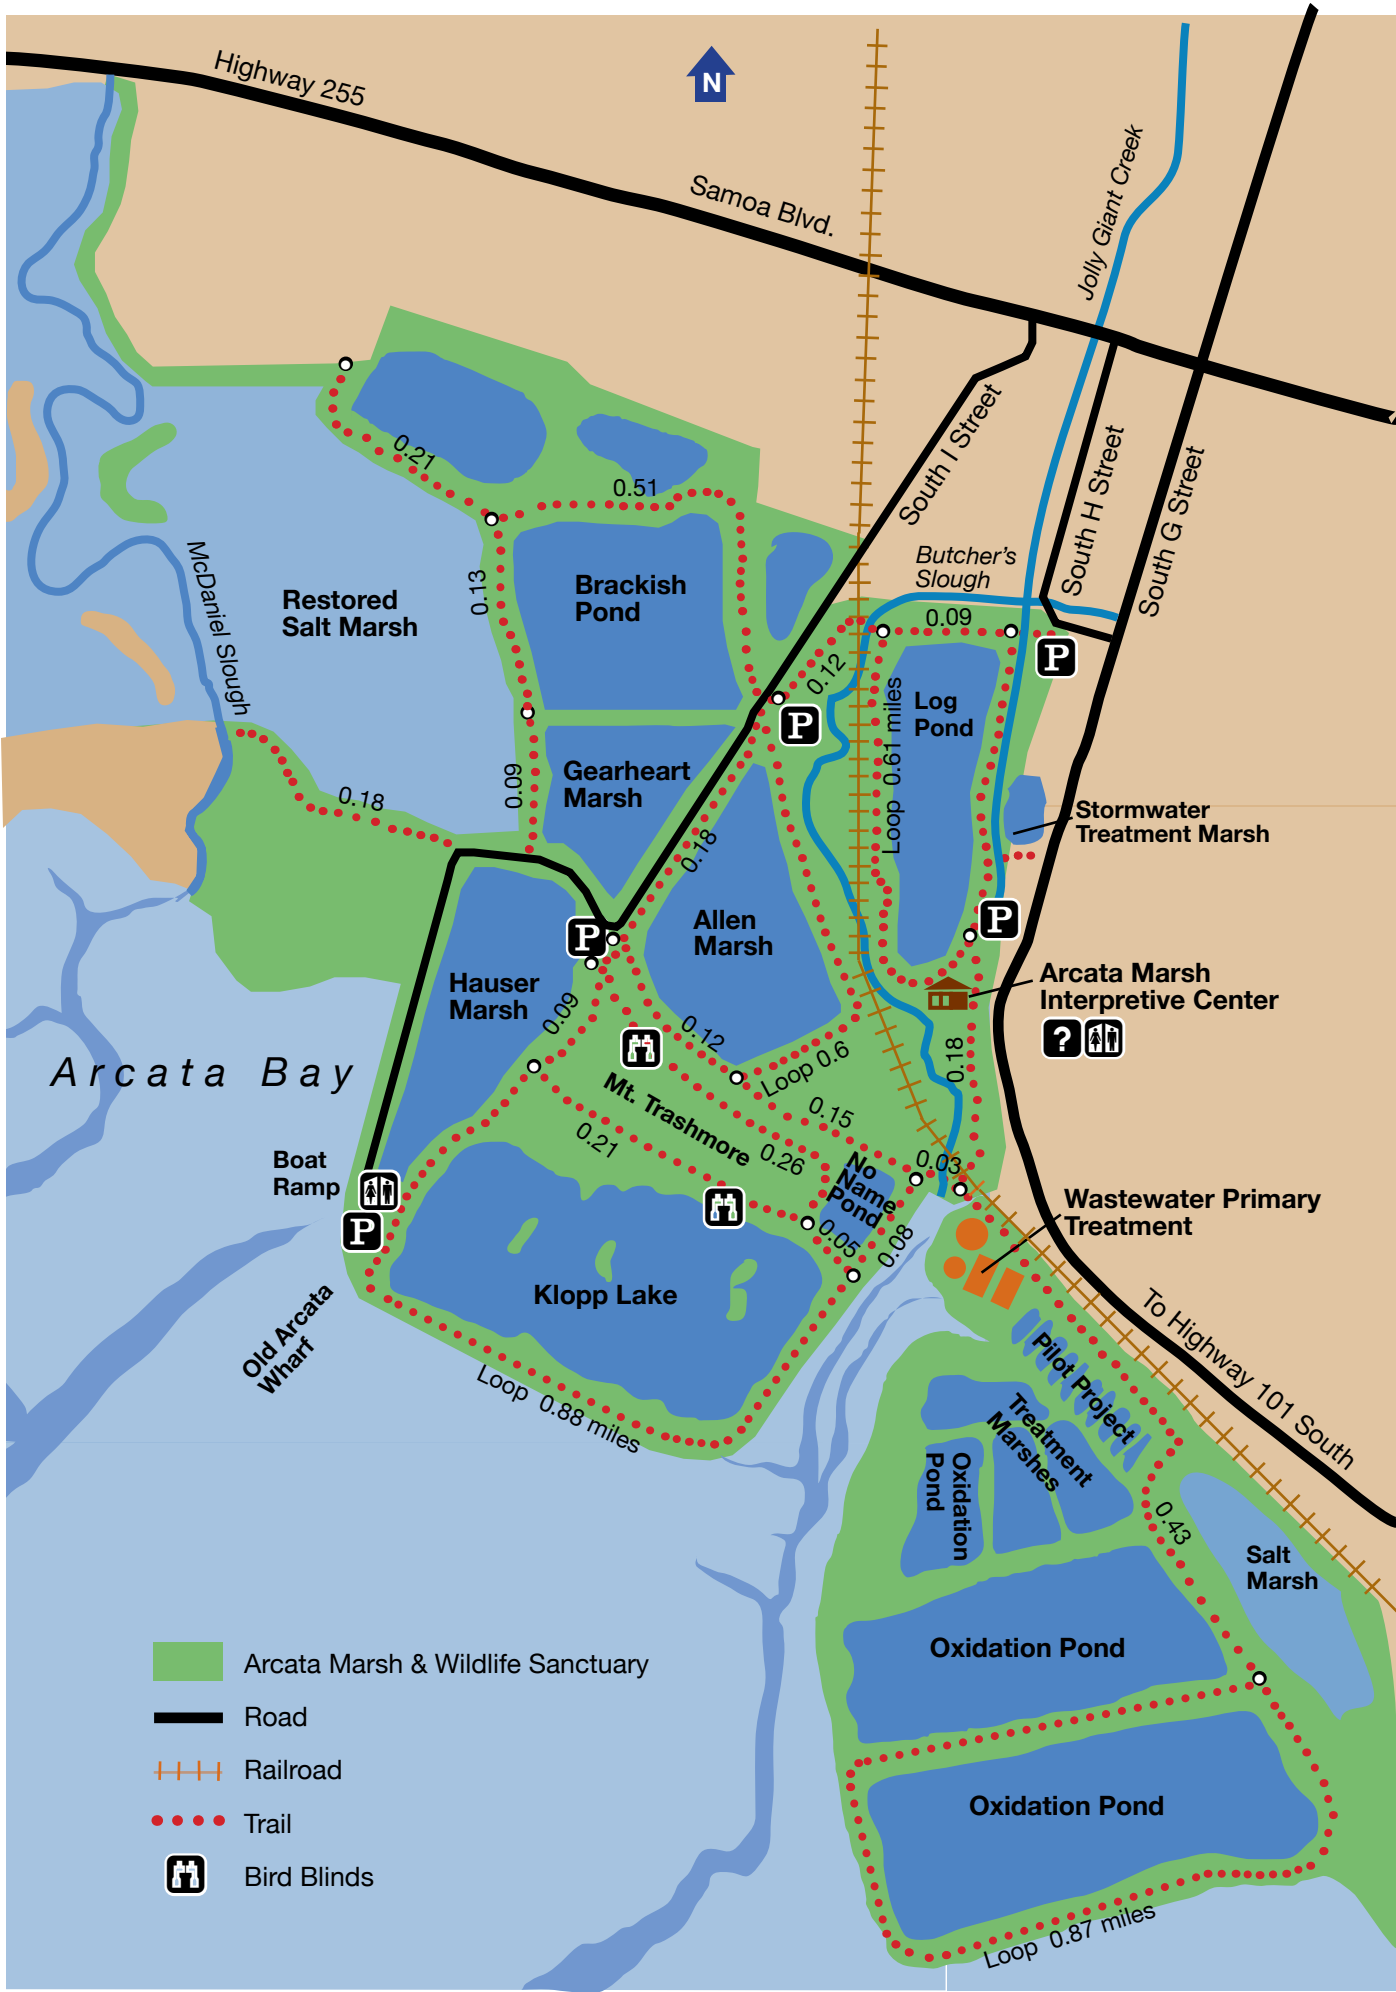 Highway 255
N
Samoa Blvd.
Jolly Giant Creek
South I Street
South H Street
South G Street
Butcher's
Slough
0.21
0.51
0.13
Brackish
Pond
Restored
Salt Marsh
McDaniel Slough
0.09
P
0.12
P
Log
Pond
Loop 0.61 miles
Gearheart
Marsh
0.09
0.18
0.18
Stormwater
Treatment Marsh
Allen
Marsh
P
P
Hauser
Marsh
Arcata Marsh
Interpretive Center
?
0.09
0.12
Loop 0.6
0.18
Arcata Bay
Mt. Trashmore
0.15
0.21
0.26
No
Name
Pond
0.03
Boat
Ramp
P
0.05
0.08
Wastewater Primary
Treatment
Klopp Lake
Old Arcata
Wharf
Loop 0.88 miles
To Highway 101 South
Pilot Project
Treatment
Marshes
Oxidation
Pond
0.43
Salt
Marsh
Oxidation Pond
Oxidation Pond
Loop 0.87 miles
Arcata Marsh & Wildlife Sanctuary
Road
Railroad
Trail
Bird Blinds